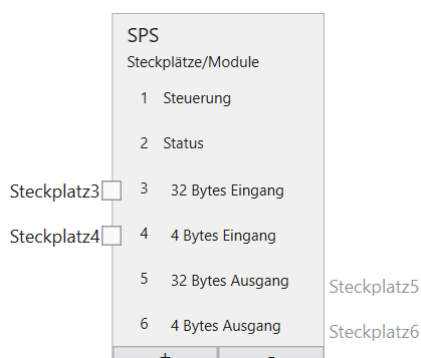 SPS
Steckplätze/Module
1 Steuerung
2 Status
Steckplatz3 3 32 Bytes Eingang
Steckplatz4 4 4 Bytes Eingang
5 32 Bytes Ausgang Steckplatz5
6 4 Bytes Ausgang Steckplatz6
+ -